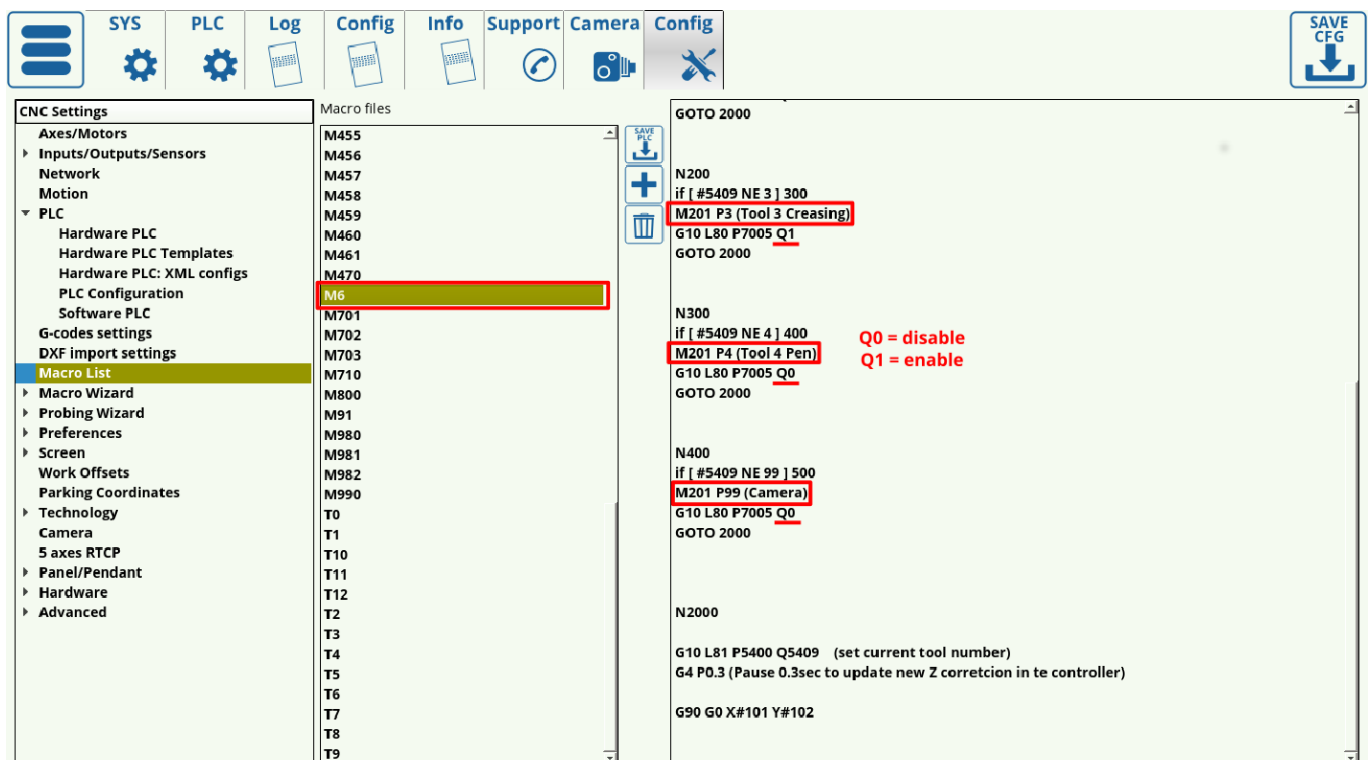 SYS
PLC
Log
Config
Info
Support
Camera
Config
SAVE
CFG
CNC Settings
Axes/Motors
Inputs/Outputs/Sensors
Network
Motion
PLC
Hardware PLC
Hardware PLC Templates
Hardware PLC: XML configs
PLC Configuration
Software PLC
G-codes settings
DXF import settings
Macro List
Macro Wizard
Probing Wizard
Preferences
Screen
Work Offsets
Parking Coordinates
Technology
Camera
5 axes RTCP
Panel/Pendant
Hardware
Advanced
Macro files
M455
M456
M457
M458
M459
M460
M461
M470
M6
M701
M702
M703
M710
M800
M91
M980
M981
M982
M990
T0
T1
T10
T11
T12
T2
T3
T4
T5
T6
T7
T8
T9
SAVE
PLC
GOTO 2000
N200
if [ #5409 NE 3 ] 300
M201 P3 (Tool 3 Creasing)
G10 L80 P7005 Q1
GOTO 2000
N300
if [ #5409 NE 4 ] 400
M201 P4 (Tool 4 Pen)
G10 L80 P7005 Q0
GOTO 2000
Q0 = disable
Q1 = enable
N400
if [ #5409 NE 99 ] 500
M201 P99 (Camera)
G10 L80 P7005 Q0
GOTO 2000
N2000
G10 L81 P5400 Q5409 (set current tool number)
G4 P0.3 (Pause 0.3sec to update new Z corretcion in te controller)
G90 G0 X#101 Y#102